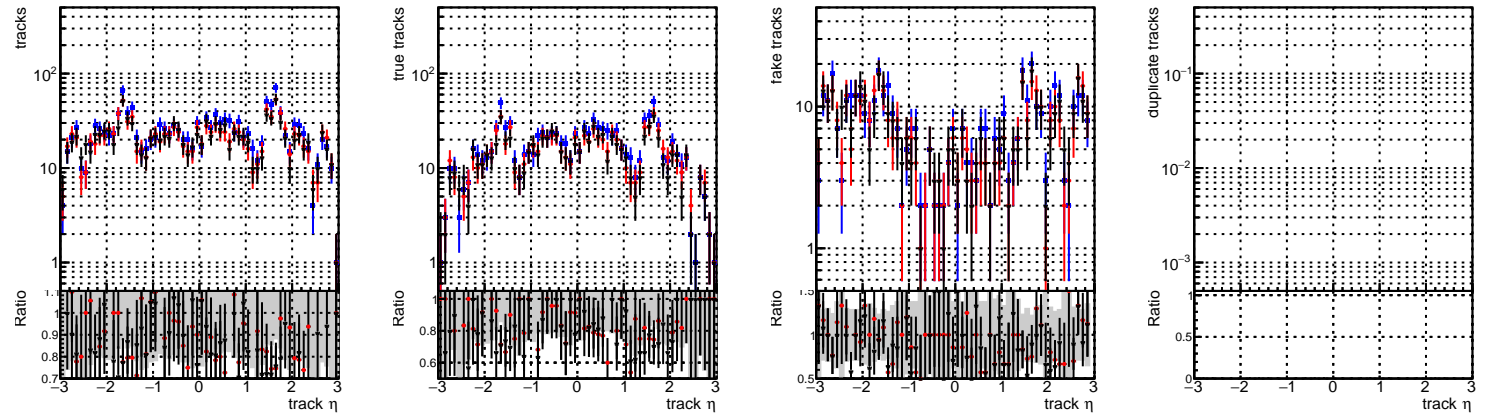 tracks
10²
10
1
Ratio
1.1
1
0.9
0.8
0.7
−3 −2 −1 0 1 2 3
track η
true tracks
10²
10
1
Ratio
1
0.8
0.6
−3 −2 −1 0 1 2 3
track η
fake tracks
10
1
Ratio
1.5
1
0.5
−3 −2 −1 0 1 2 3
track η
duplicate tracks
10⁻¹
10⁻²
10⁻³
Ratio
1
0.5
0
−3 −2 −1 0 1 2 3
track η